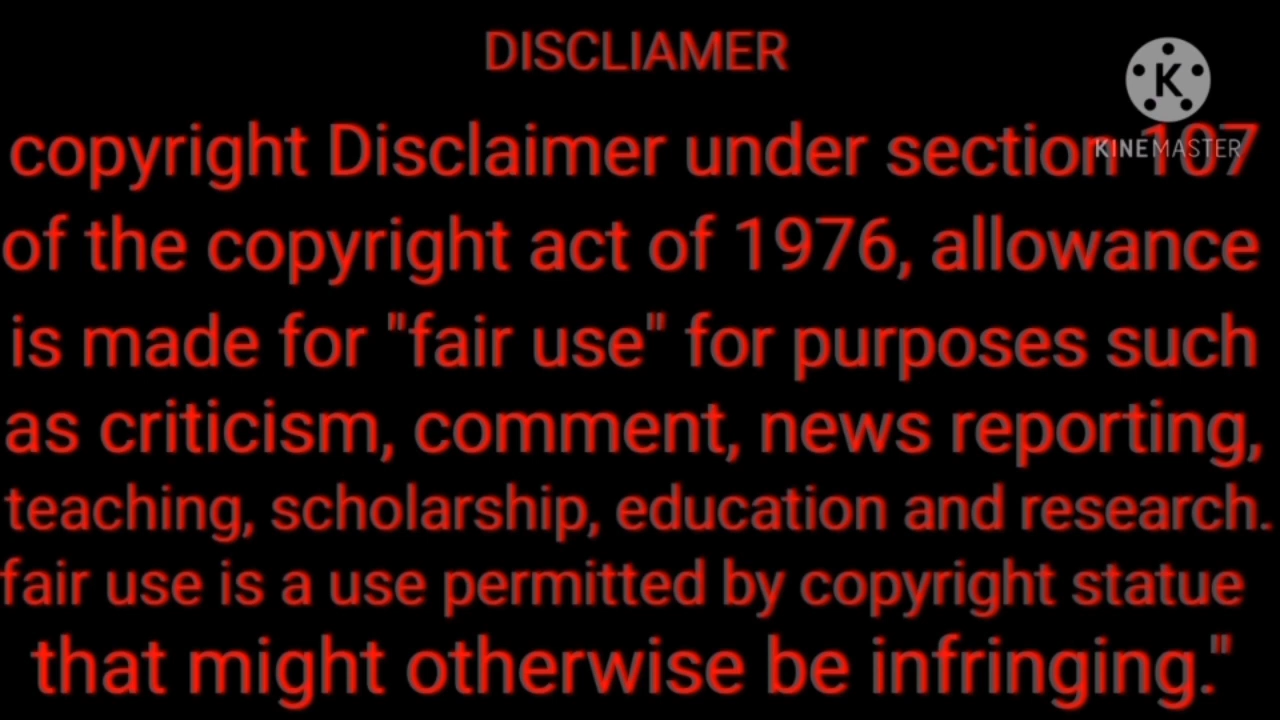 DISCLIAMER
K
KINEMASTER
copyright Disclaimer under section 107
of the copyright act of 1976, allowance
is made for "fair use" for purposes such
as criticism, comment, news reporting,
teaching, scholarship, education and research.
fair use is a use permitted by copyright statue
that might otherwise be infringing."